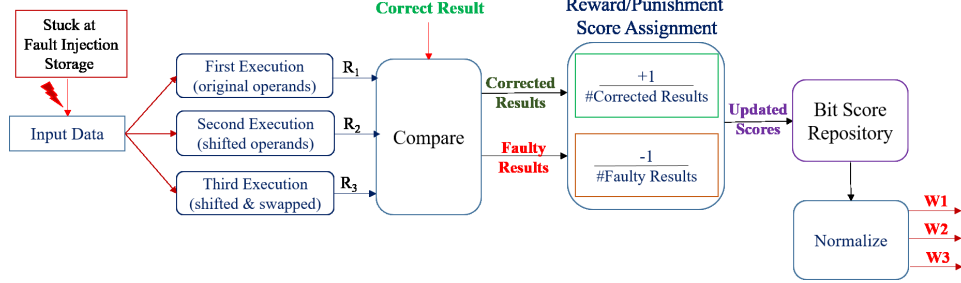 Correct Result
Reward/Punishment
Score Assignment
Stuck at
Fault Injection
Storage
Input Data
First Execution
(original operands)
R1
Second Execution
(shifted operands)
R2
Third Execution
(shifted & swapped)
R3
Compare
Corrected
Results
Faulty
Results
+1
#Corrected Results
-1
#Faulty Results
Updated
Scores
Bit Score
Repository
Normalize
W1
W2
W3